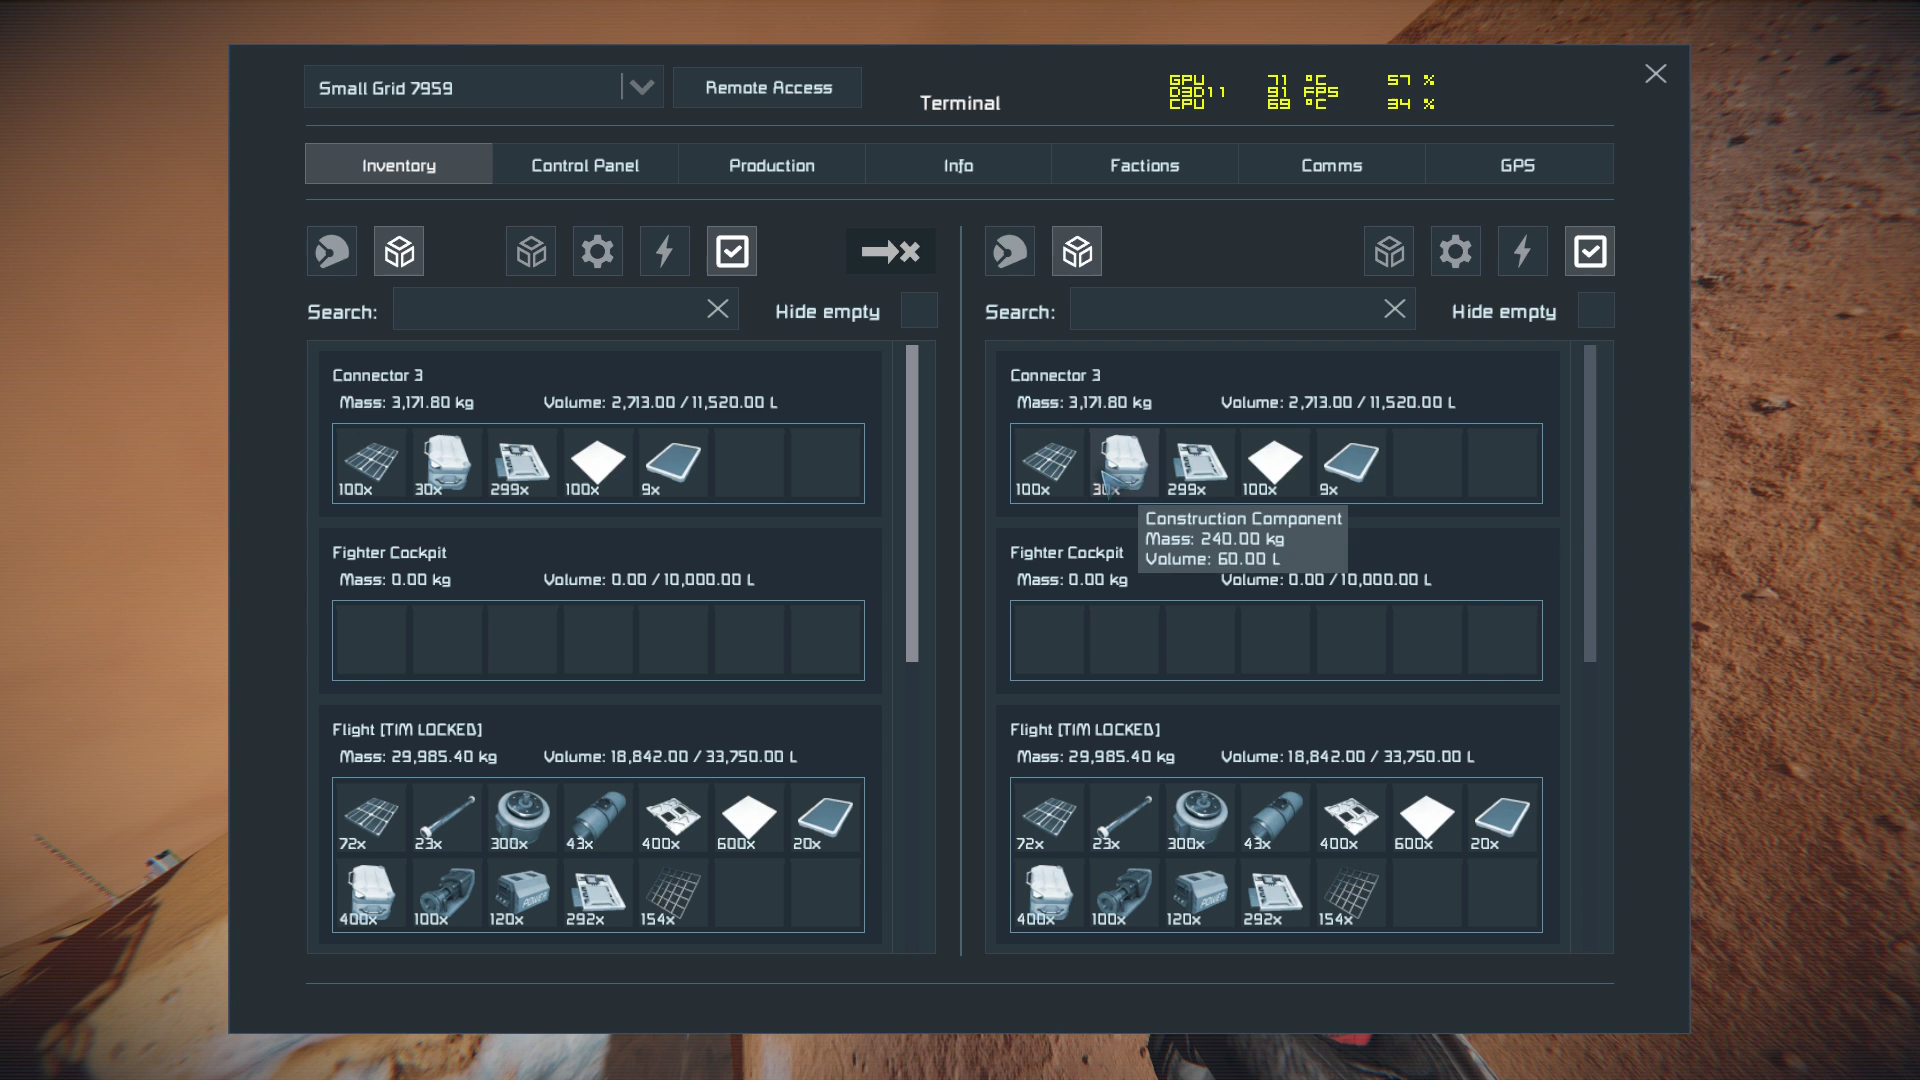 Small Grid 7959
Remote Access
Terminal
GPU 71 °C 57 %
D3D11 91 FPS
CPU 69 °C 34 %
Inventory Control Panel Production Info Factions Comms GPS
Search: Hide empty
Connector 3
Mass: 3,171.80 kg Volume: 2,713.00 / 11,520.00 L
100x 30x 299x 100x 9x
Fighter Cockpit
Mass: 0.00 kg Volume: 0.00 / 10,000.00 L
Flight [TIM LOCKED]
Mass: 29,985.40 kg Volume: 18,842.00 / 33,750.00 L
72x 23x 300x 43x 400x 600x 20x
POWER
400x 100x 120x 292x 154x
Search: Hide empty
Connector 3
Mass: 3,171.80 kg Volume: 2,713.00 / 11,520.00 L
100x 30x 299x 100x 9x
Construction Component
Mass: 240.00 kg
Volume: 60.00 L
Fighter Cockpit
Mass: 0.00 kg Volume: 0.00 / 10,000.00 L
Flight [TIM LOCKED]
Mass: 29,985.40 kg Volume: 18,842.00 / 33,750.00 L
72x 23x 300x 43x 400x 600x 20x
POWER
400x 100x 120x 292x 154x